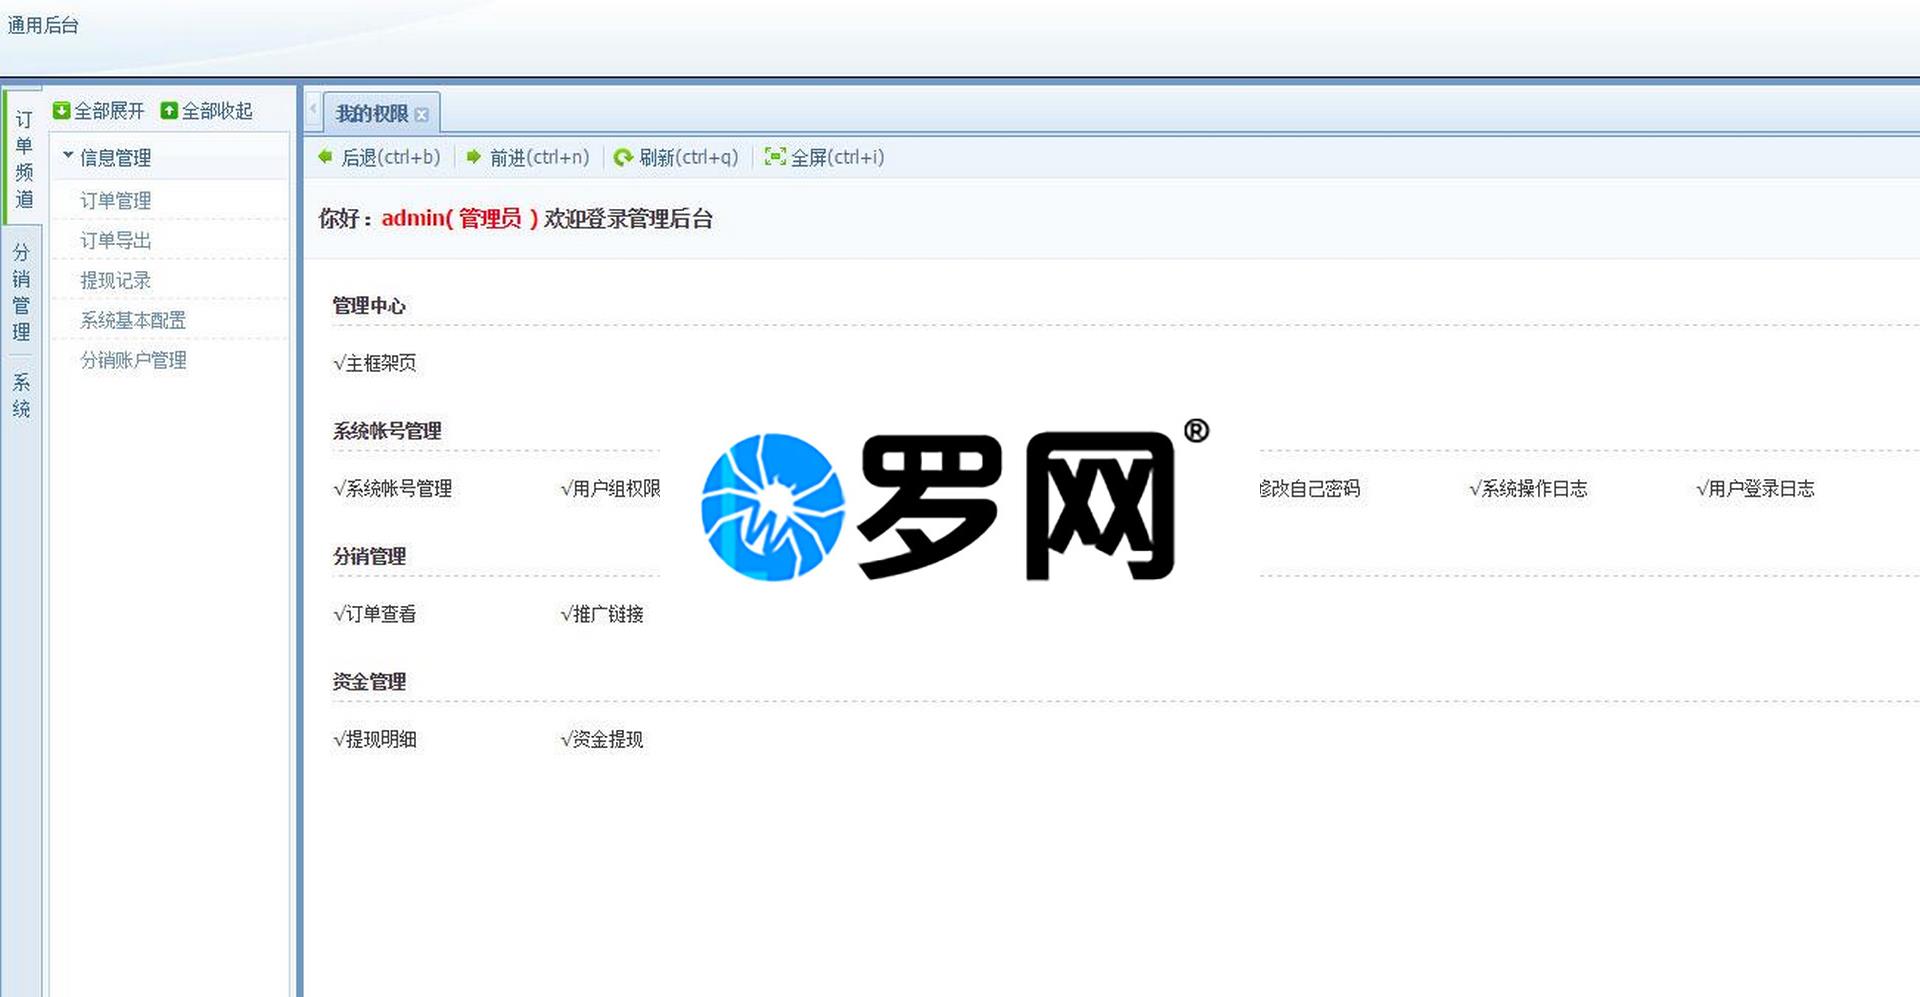 通用后台
订单频道
分销管理
系统
全部展开 全部收起
信息管理
订单管理
订单导出
提现记录
系统基本配置
分销账户管理
我的权限
后退(ctrl+b) 前进(ctrl+n) 刷新(ctrl+q) 全屏(ctrl+i)
你好：admin( 管理员 ) 欢迎登录管理后台
管理中心
√主框架页
系统帐号管理
√系统帐号管理 √用户组权限 修改自己密码 √系统操作日志 √用户登录日志
罗网®
分销管理
√订单查看 √推广链接
资金管理
√提现明细 √资金提现